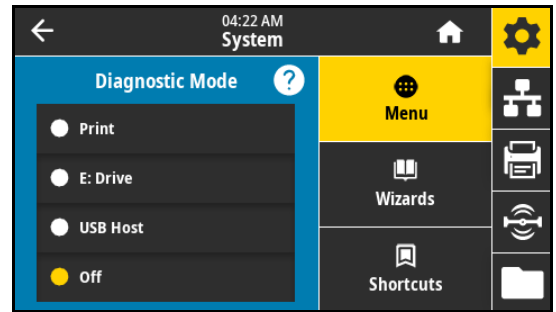 04:22 AM
System
Diagnostic Mode ?
Print
E: Drive
USB Host
Off
Menu
Wizards
Shortcuts